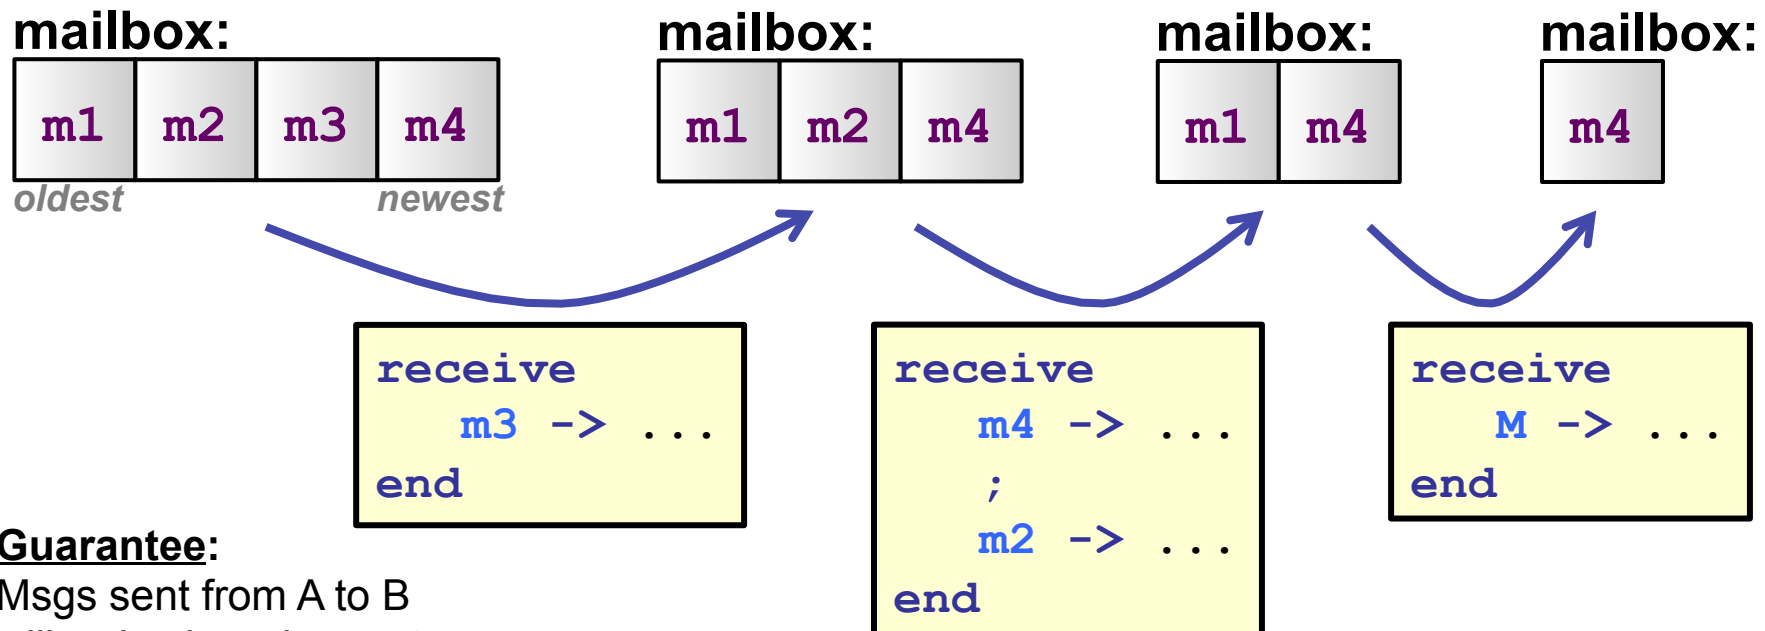 mailbox: mailbox: mailbox: mailbox:
m1 m2 m3 m4 m1 m2 m4 m1 m4 m4
oldest newest
receive
m3 -> ...
end
receive
m4 -> ...
;
m2 -> ...
end
receive
M -> ...
end
Guarantee:
Msgs sent from A to B